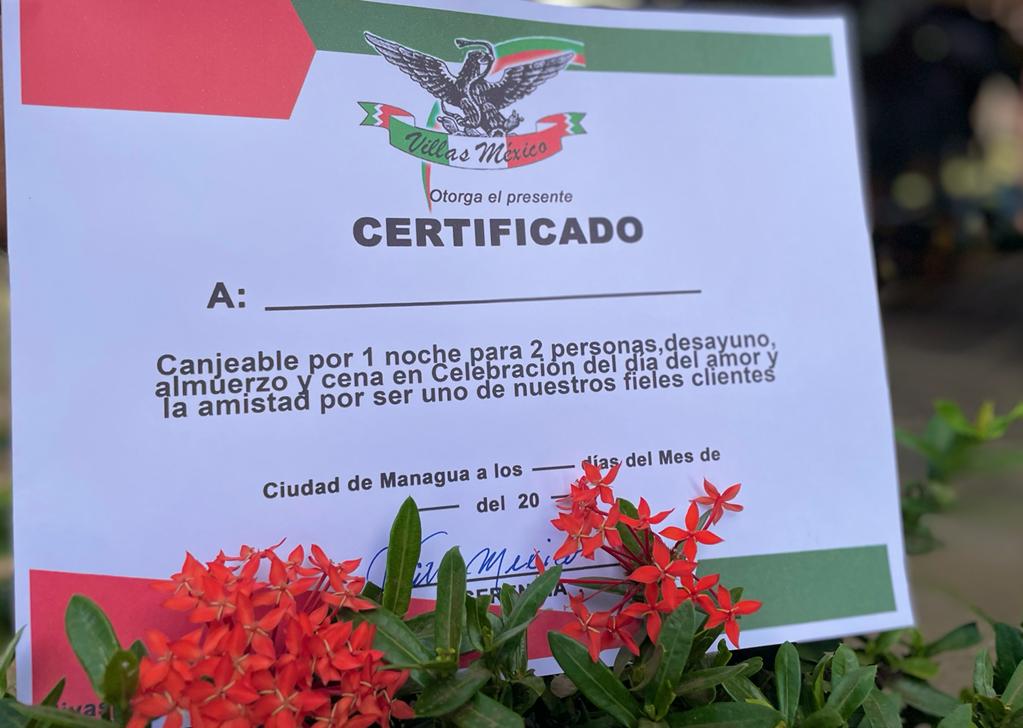 Villas México
Otorga el presente
CERTIFICADO
A:
Canjeable por 1 noche para 2 personas,desayuno,
almuerzo y cena en Celebración del día del amor y
la amistad por ser uno de nuestros fieles clientes
Ciudad de Managua a los días del Mes de
del 20
México